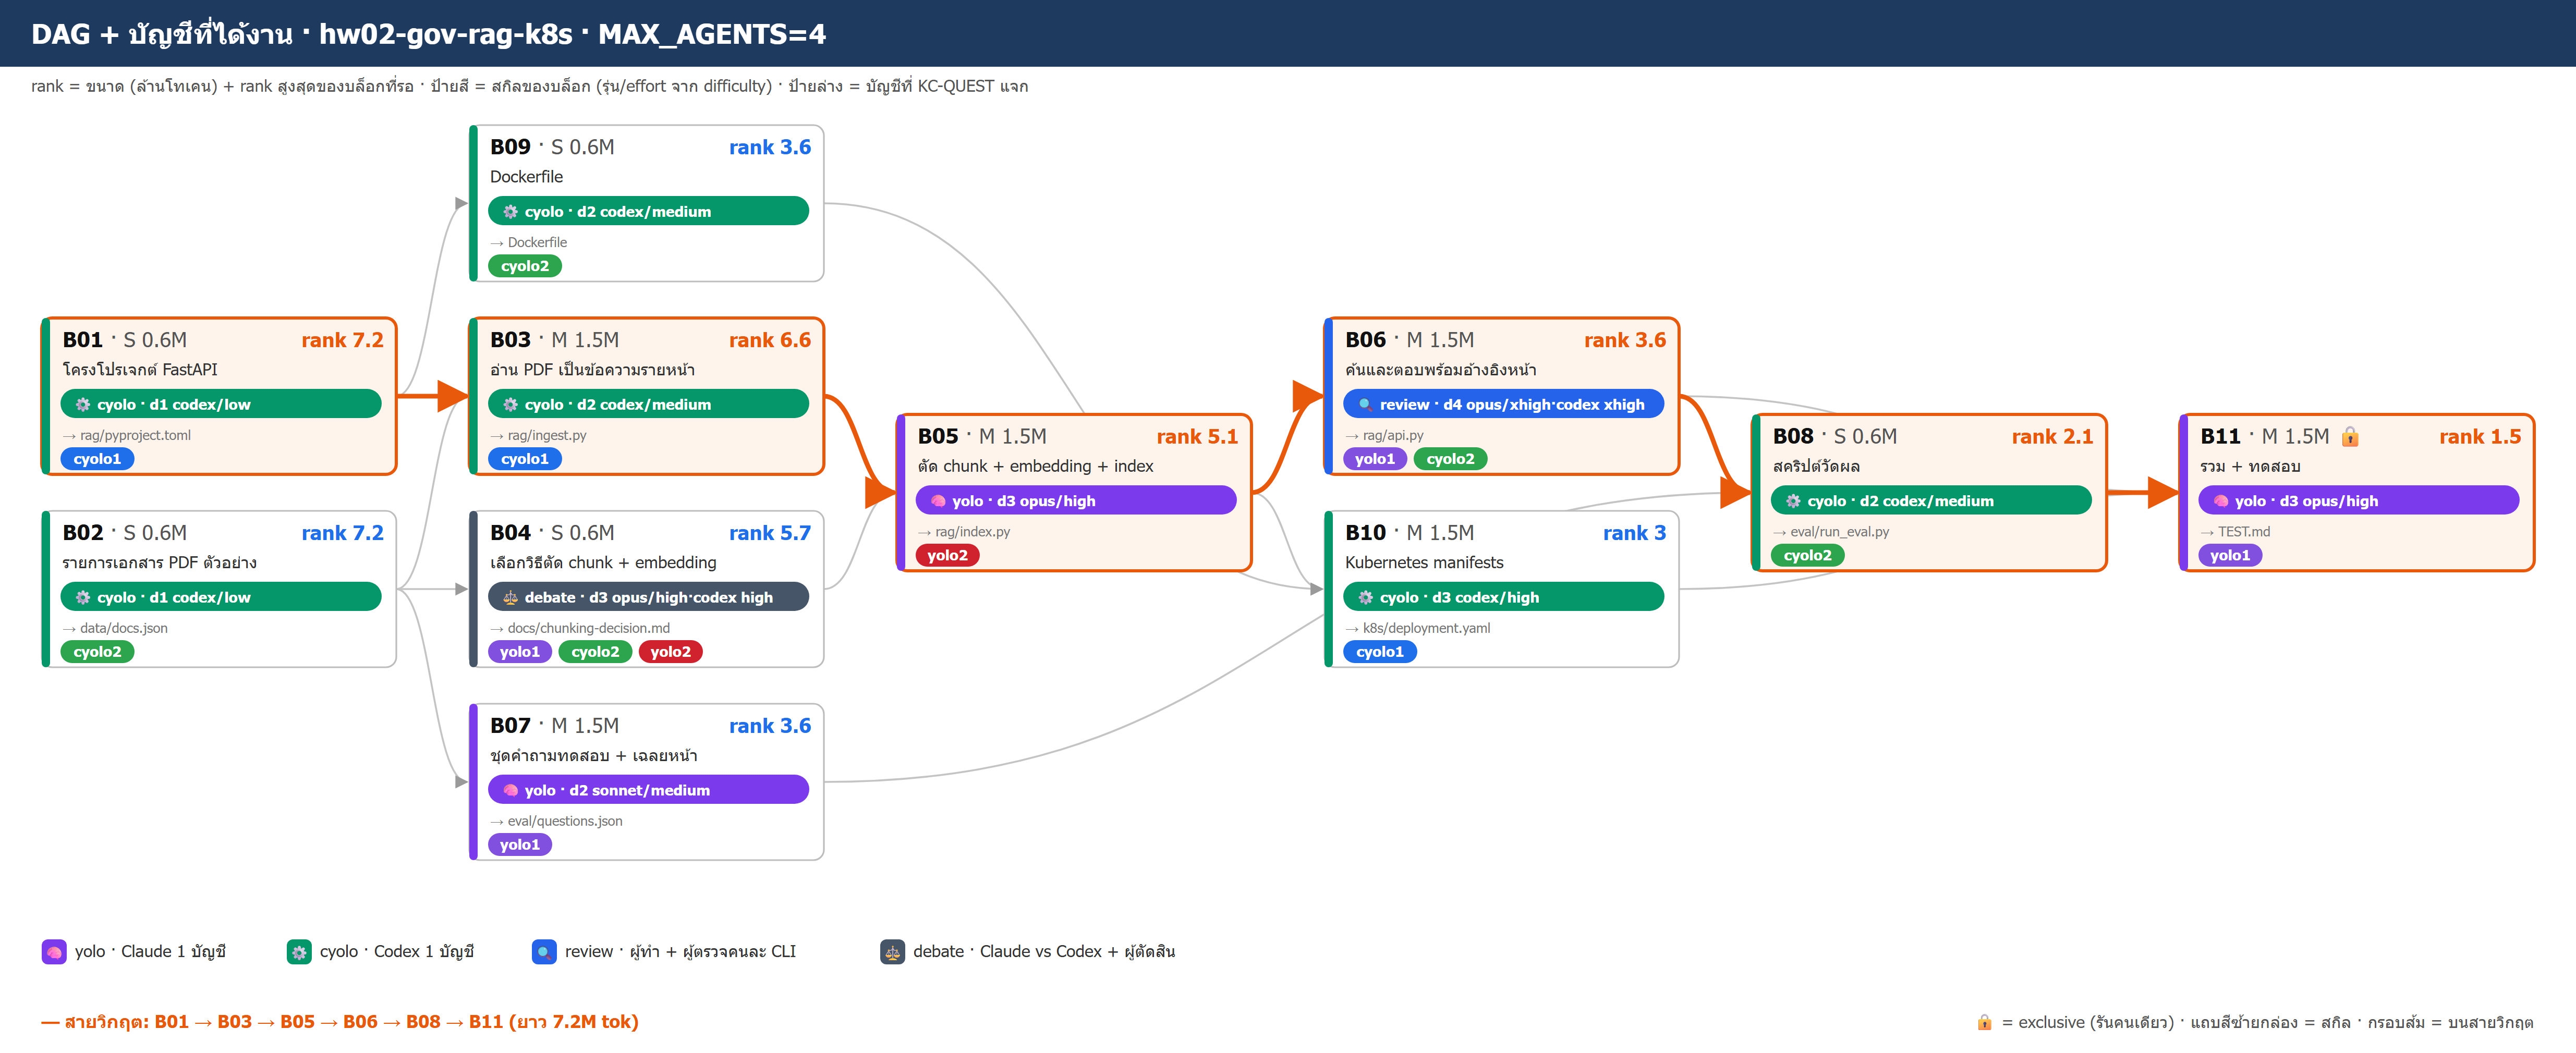 DAG + บัญชีที่ได้งาน · hw02-gov-rag-k8s · MAX_AGENTS=4
rank = ขนาด (ล้านโทเคน) + rank สูงสุดของบล็อกที่รอ · ป้ายสี = สกิลของบล็อก (รุ่น/effort จาก difficulty) · ป้ายล่าง = บัญชีที่ KC-QUEST แจก
B09 · S 0.6M rank 3.6
Dockerfile
⚙️ cyolo · d2 codex/medium
→ Dockerfile
cyolo2
B01 · S 0.6M rank 7.2
โครงโปรเจกต์ FastAPI
⚙️ cyolo · d1 codex/low
→ rag/pyproject.toml
cyolo1
B03 · M 1.5M rank 6.6
อ่าน PDF เป็นข้อความรายหน้า
⚙️ cyolo · d2 codex/medium
→ rag/ingest.py
cyolo1
B02 · S 0.6M rank 7.2
รายการเอกสาร PDF ตัวอย่าง
⚙️ cyolo · d1 codex/low
→ data/docs.json
cyolo2
B04 · S 0.6M rank 5.7
เลือกวิธีตัด chunk + embedding
⚖️ debate · d3 opus/high·codex high
→ docs/chunking-decision.md
yolo1 cyolo2 yolo2
B07 · M 1.5M rank 3.6
ชุดคำถามทดสอบ + เฉลยหน้า
🧠 yolo · d2 sonnet/medium
→ eval/questions.json
yolo1
B05 · M 1.5M rank 5.1
ตัด chunk + embedding + index
🧠 yolo · d3 opus/high
→ rag/index.py
yolo2
B06 · M 1.5M rank 3.6
ค้นและตอบพร้อมอ้างอิงหน้า
🔍 review · d4 opus/xhigh·codex xhigh
→ rag/api.py
yolo1 cyolo2
B10 · M 1.5M rank 3
Kubernetes manifests
⚙️ cyolo · d3 codex/high
→ k8s/deployment.yaml
cyolo1
B08 · S 0.6M rank 2.1
สคริปต์วัดผล
⚙️ cyolo · d2 codex/medium
→ eval/run_eval.py
cyolo2
B11 · M 1.5M 🔒 rank 1.5
รวม + ทดสอบ
🧠 yolo · d3 opus/high
→ TEST.md
yolo1
🧠 yolo · Claude 1 บัญชี ⚙️ cyolo · Codex 1 บัญชี 🔍 review · ผู้ทำ + ผู้ตรวจคนละ CLI ⚖️ debate · Claude vs Codex + ผู้ตัดสิน
— สายวิกฤต: B01 → B03 → B05 → B06 → B08 → B11 (ยาว 7.2M tok)
🔒 = exclusive (รันคนเดียว) · แถบสีซ้ายกล่อง = สกิล · กรอบส้ม = บนสายวิกฤต